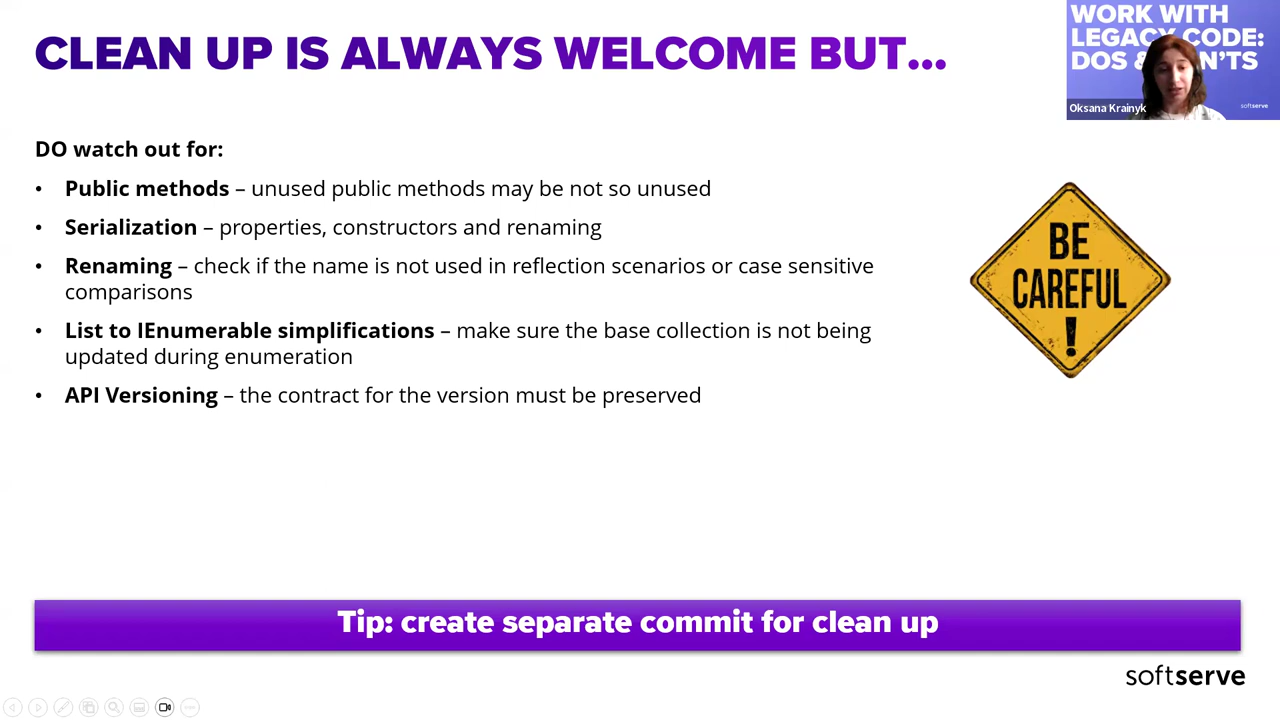 CLEAN UP IS ALWAYS WELCOME BUT...
WORK WITH
LEGACY CODE:
DOS & N'TS
Oksana Krainyk
softserve
DO watch out for:
• Public methods – unused public methods may be not so unused
• Serialization – properties, constructors and renaming
• Renaming – check if the name is not used in reflection scenarios or case sensitive
comparisons
• List to IEnumerable simplifications – make sure the base collection is not being
updated during enumeration
• API Versioning – the contract for the version must be preserved
BE
CAREFUL
!
Tip: create separate commit for clean up
softserve